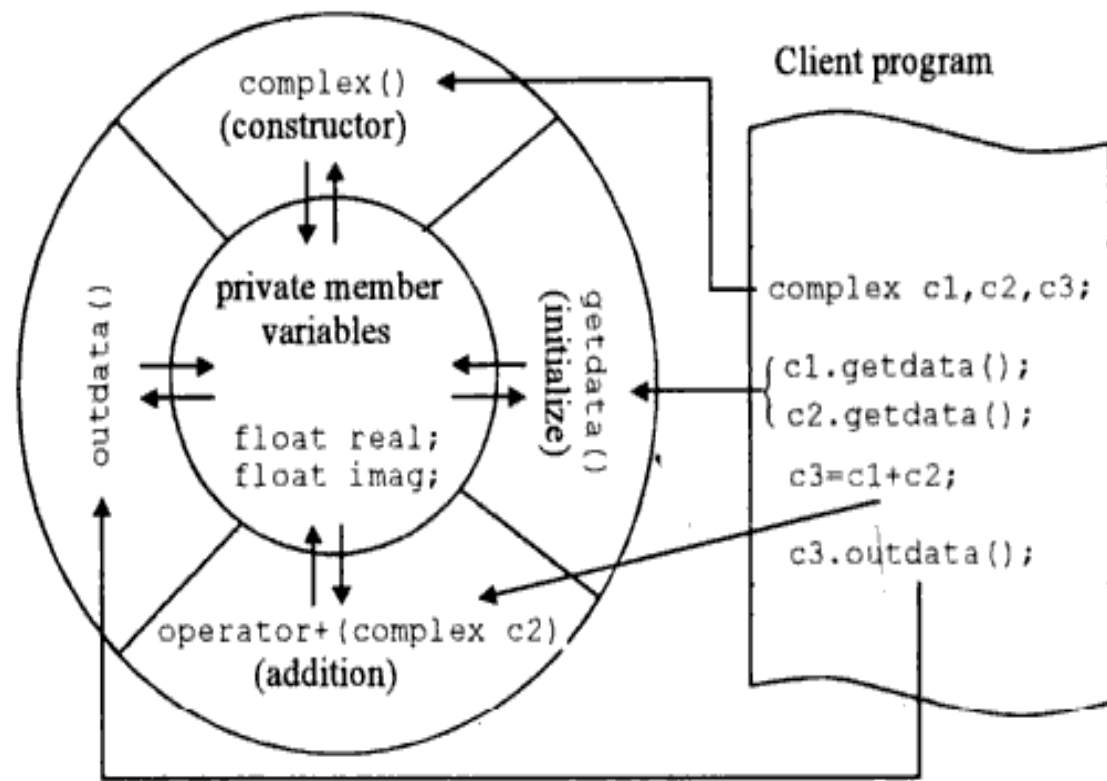 complex()
(constructor)
private member
variables
float real;
float imag;
outdata()
getdata()
(initialize)
operator+(complex c2)
(addition)
Client program
complex c1,c2,c3;
c1.getdata();
c2.getdata();
c3=c1+c2;
c3.outdata();